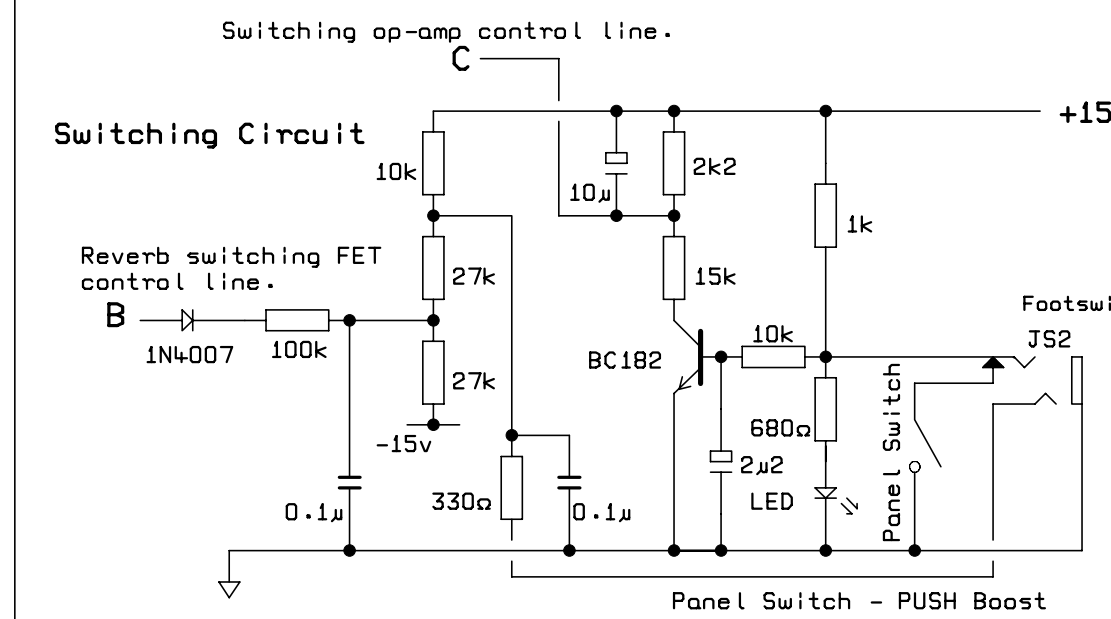 Switching op-amp control line.
C
+15
Switching Circuit
10k
10µ
2k2
1k
Reverb switching FET
control line.
27k
15k
B
Footswi
1N4007
100k
10k
JS2
BC182
27k
Panel Switch
680Ω
-15v
2µ2
0.1µ
330Ω
0.1µ
LED
Panel Switch - PUSH Boost